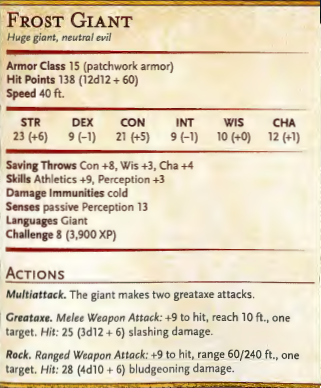 FROST GIANT
Huge giant, neutral evil
Armor Class 15 (patchwork armor)
Hit Points 138 (12d12 + 60)
Speed 40 ft.
STR DEX CON INT WIS CHA
23 (+6) 9 (−1) 21 (+5) 9 (−1) 10 (+0) 12 (+1)
Saving Throws Con +8, Wis +3, Cha +4
Skills Athletics +9, Perception +3
Damage Immunities cold
Senses passive Perception 13
Languages Giant
Challenge 8 (3,900 XP)
ACTIONS
Multiattack. The giant makes two greataxe attacks.
Greataxe. Melee Weapon Attack: +9 to hit, reach 10 ft., one
target. Hit: 25 (3d12 + 6) slashing damage.
Rock. Ranged Weapon Attack: +9 to hit, range 60/240 ft., one
target. Hit: 28 (4d10 + 6) bludgeoning damage.